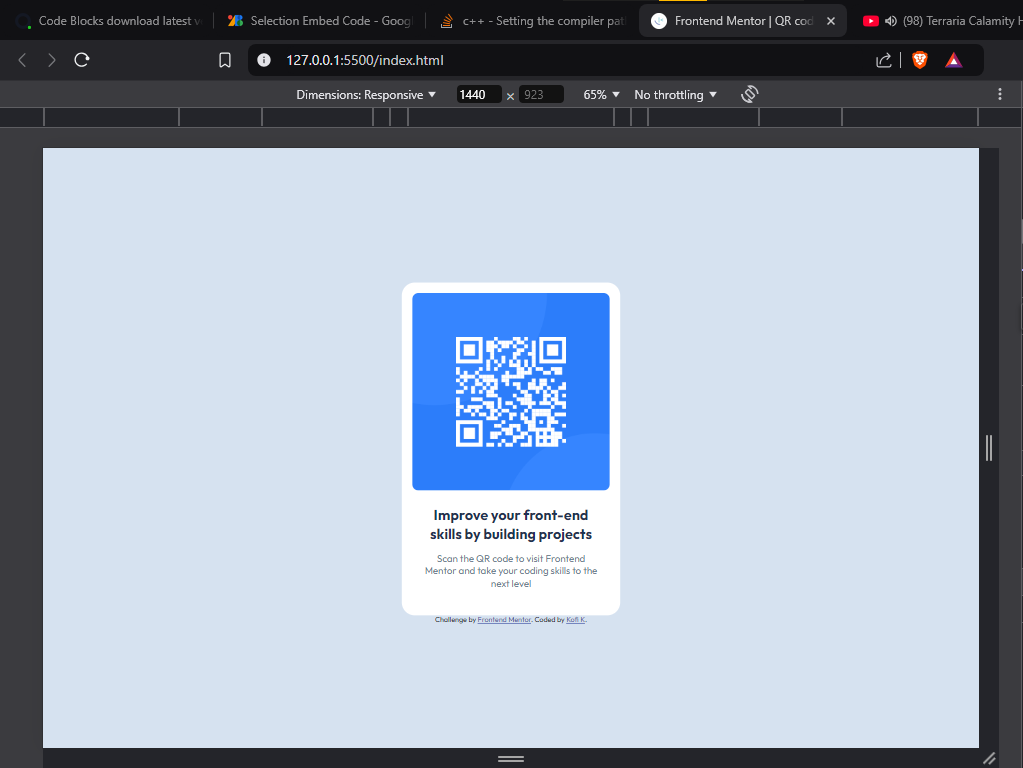 Code Blocks download latest v
Selection Embed Code - Googl
c++ - Setting the compiler pat
Frontend Mentor | QR cod
(98) Terraria Calamity H
127.0.0.1:5500/index.html
Dimensions: Responsive 1440 × 923 65% No throttling
Improve your front-end
skills by building projects
Scan the QR code to visit Frontend
Mentor and take your coding skills to the
next level
Challenge by Frontend Mentor. Coded by Kofi K.